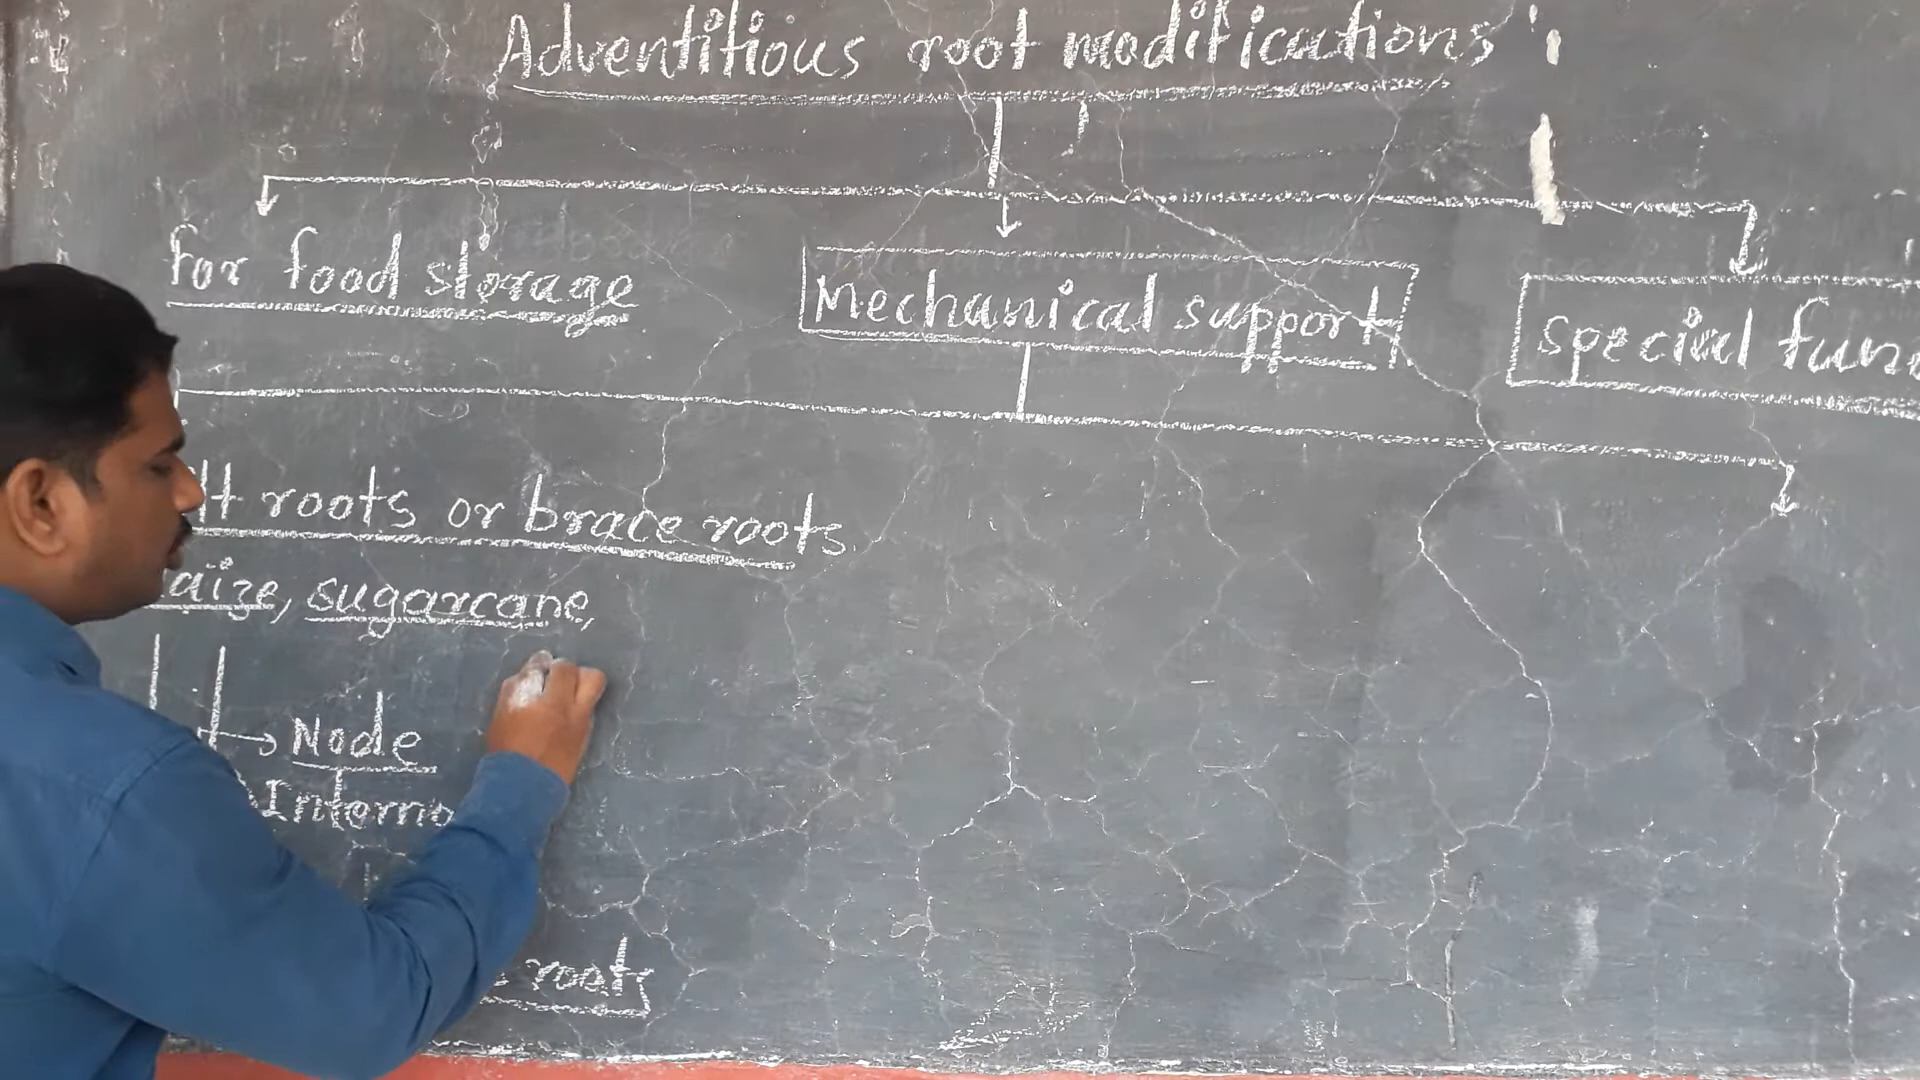 Adventitious root modifications :
For food storage
Mechanical support
special func
lt roots or brace roots.
aize, sugarcane,
Node
Interno
roots